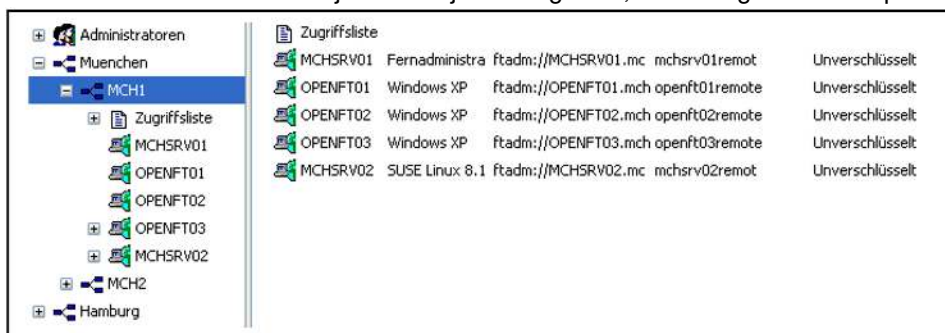 Administratoren
Muenchen
MCH1
Zugriffsliste
MCHSRV01
OPENFT01
OPENFT02
OPENFT03
MCHSRV02
MCH2
Hamburg
Zugriffsliste
MCHSRV01 Fernadministra ftadm://MCHSRV01.mc mchsrv01remot Unverschlüsselt
OPENFT01 Windows XP ftadm://OPENFT01.mch openft01remote Unverschlüsselt
OPENFT02 Windows XP ftadm://OPENFT02.mch openft02remote Unverschlüsselt
OPENFT03 Windows XP ftadm://OPENFT03.mch openft03remote Unverschlüsselt
MCHSRV02 SUSE Linux 8.1 ftadm://MCHSRV02.mc mchsrv02remot Unverschlüsselt